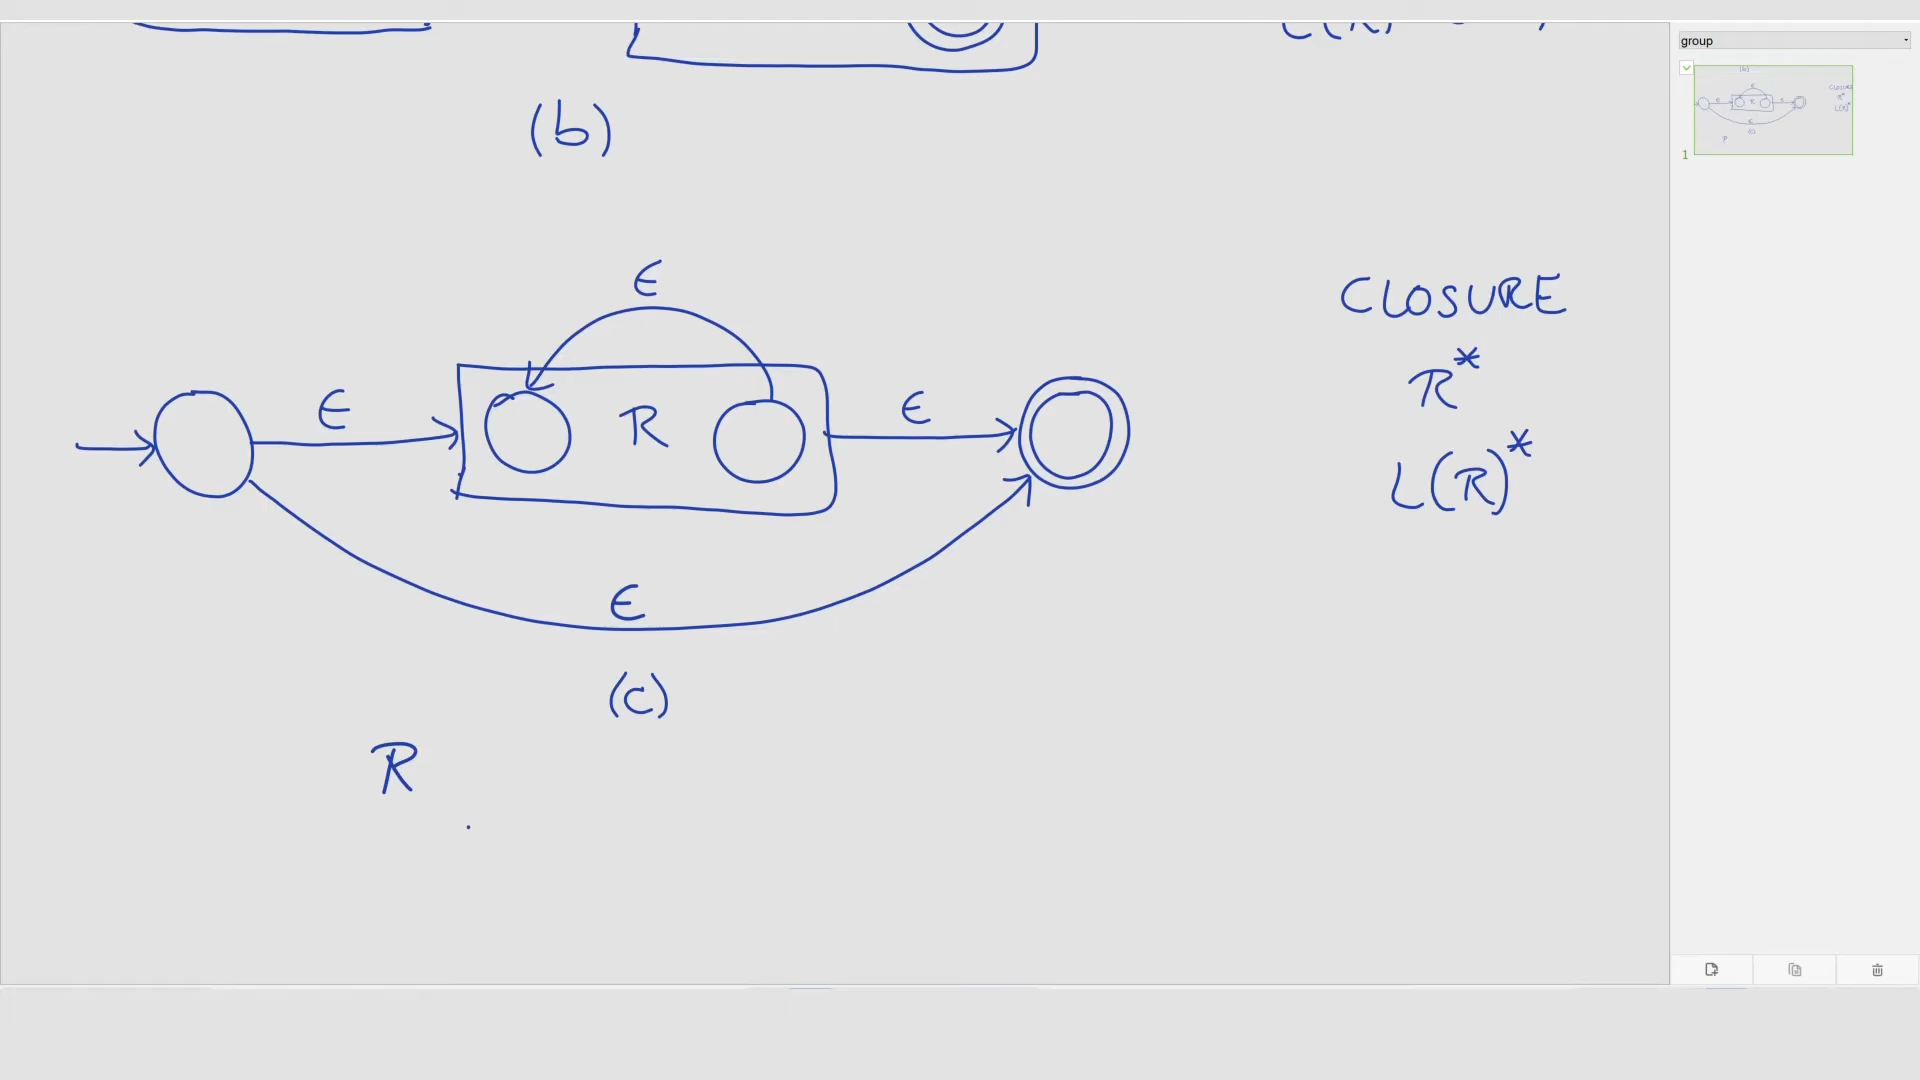 group
1
(b)
ϵ
CLOSURE
R*
ϵ R ϵ
L(R)*
ϵ
(c)
R